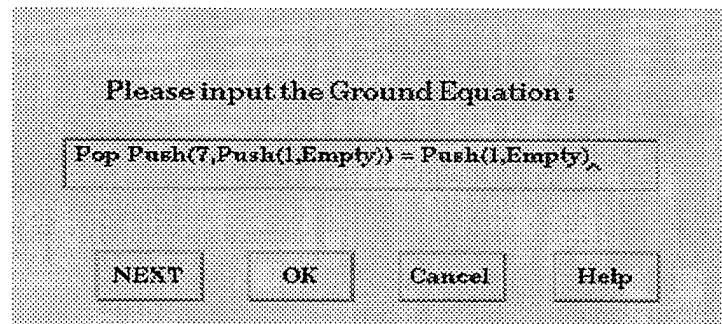 Please input the Ground Equation :
Pop Push(7,Push(1,Empty)) = Push(1,Empty)
NEXT OK Cancel Help